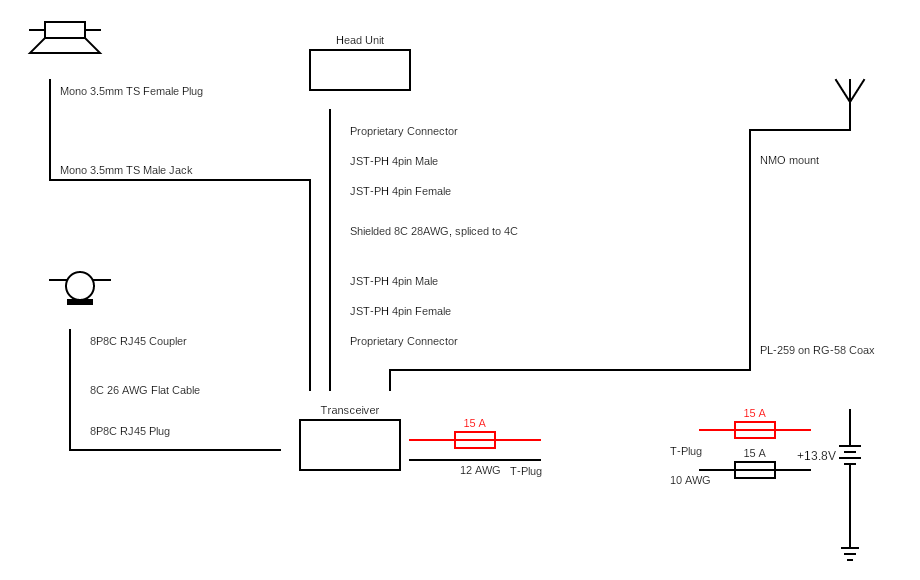 Head Unit
Mono 3.5mm TS Female Plug
Mono 3.5mm TS Male Jack
Proprietary Connector
JST-PH 4pin Male
JST-PH 4pin Female
Shielded 8C 28AWG, spliced to 4C
JST-PH 4pin Male
JST-PH 4pin Female
Proprietary Connector
NMO mount
PL-259 on RG-58 Coax
8P8C RJ45 Coupler
8C 26 AWG Flat Cable
8P8C RJ45 Plug
Transceiver
15 A
12 AWG
T-Plug
15 A
T-Plug
15 A
+13.8V
10 AWG